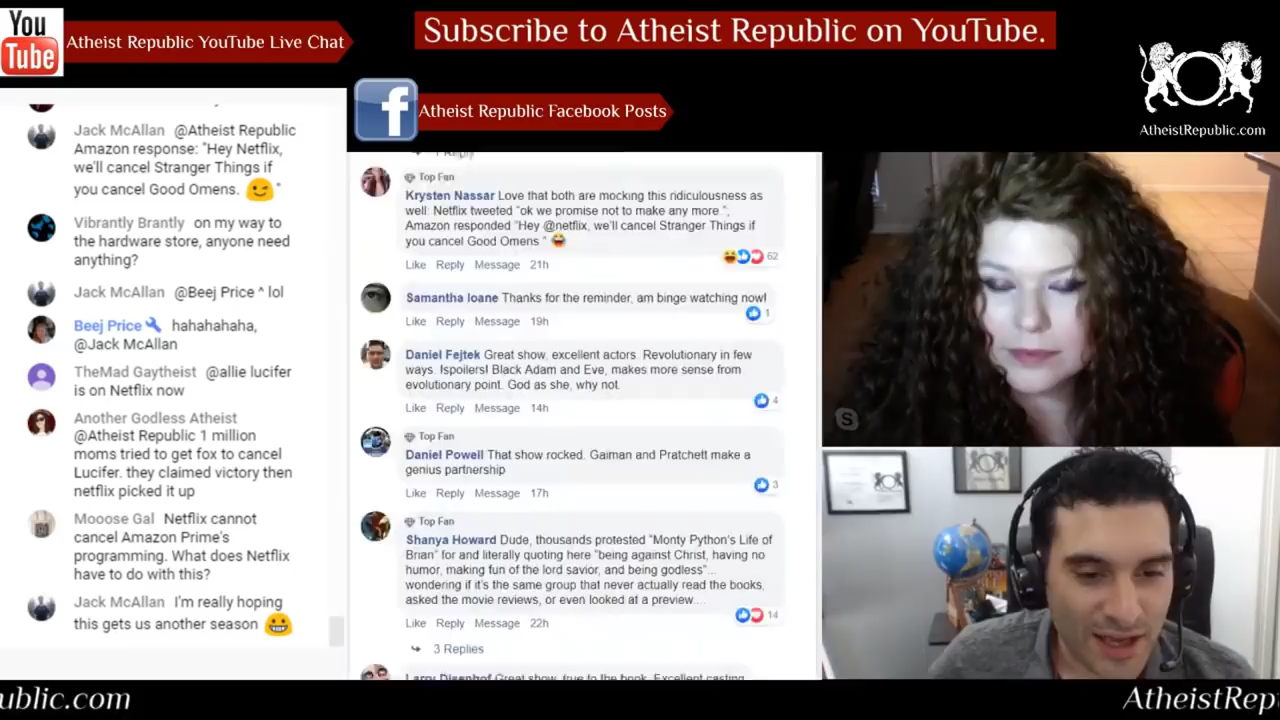 You
Tube
Atheist Republic YouTube Live Chat
Subscribe to Atheist Republic on YouTube.
AtheistRepublic.com
f
Atheist Republic Facebook Posts
Jack McAllan @Atheist Republic
Amazon response: "Hey Netflix,
we'll cancel Stranger Things if
you cancel Good Omens. 😉 "
Vibrantly Brantly on my way to
the hardware store, anyone need
anything?
Jack McAllan @Beej Price ^ lol
Beej Price hahahahaha,
@Jack McAllan
TheMad Gaytheist @allie lucifer
is on Netflix now
Another Godless Atheist
@Atheist Republic 1 million
moms tried to get fox to cancel
Lucifer. they claimed victory then
netflix picked it up
Mooose Gal Netflix cannot
cancel Amazon Prime's
programming. What does Netflix
have to do with this?
Jack McAllan I'm really hoping
this gets us another season 😬
1 Reply
Top Fan
Krysten Nassar Love that both are mocking this ridiculousness as
well: Netflix tweeted "ok we promise not to make any more.",
Amazon responded "Hey @netflix, we'll cancel Stranger Things if
you cancel Good Omens " 😂
62
Like Reply Message 21h
Samantha Ioane Thanks for the reminder, am binge watching now!
1
Like Reply Message 19h
Daniel Fejtek Great show, excellent actors. Revolutionary in few
ways. !spoilers! Black Adam and Eve, makes more sense from
evolutionary point. God as she, why not.
4
Like Reply Message 14h
Top Fan
Daniel Powell That show rocked. Gaiman and Pratchett make a
genius partnership
3
Like Reply Message 17h
Top Fan
Shanya Howard Dude, thousands protested "Monty Python's Life of
Brian" for and literally quoting here "being against Christ, having no
humor, making fun of the lord savior, and being godless"...
wondering if it's the same group that never actually read the books,
asked the movie reviews, or even looked at a preview....
14
Like Reply Message 22h
3 Replies
Larry Disenhof Great show, true to the book. Excellent casting
S
ublic.com
AtheistRep